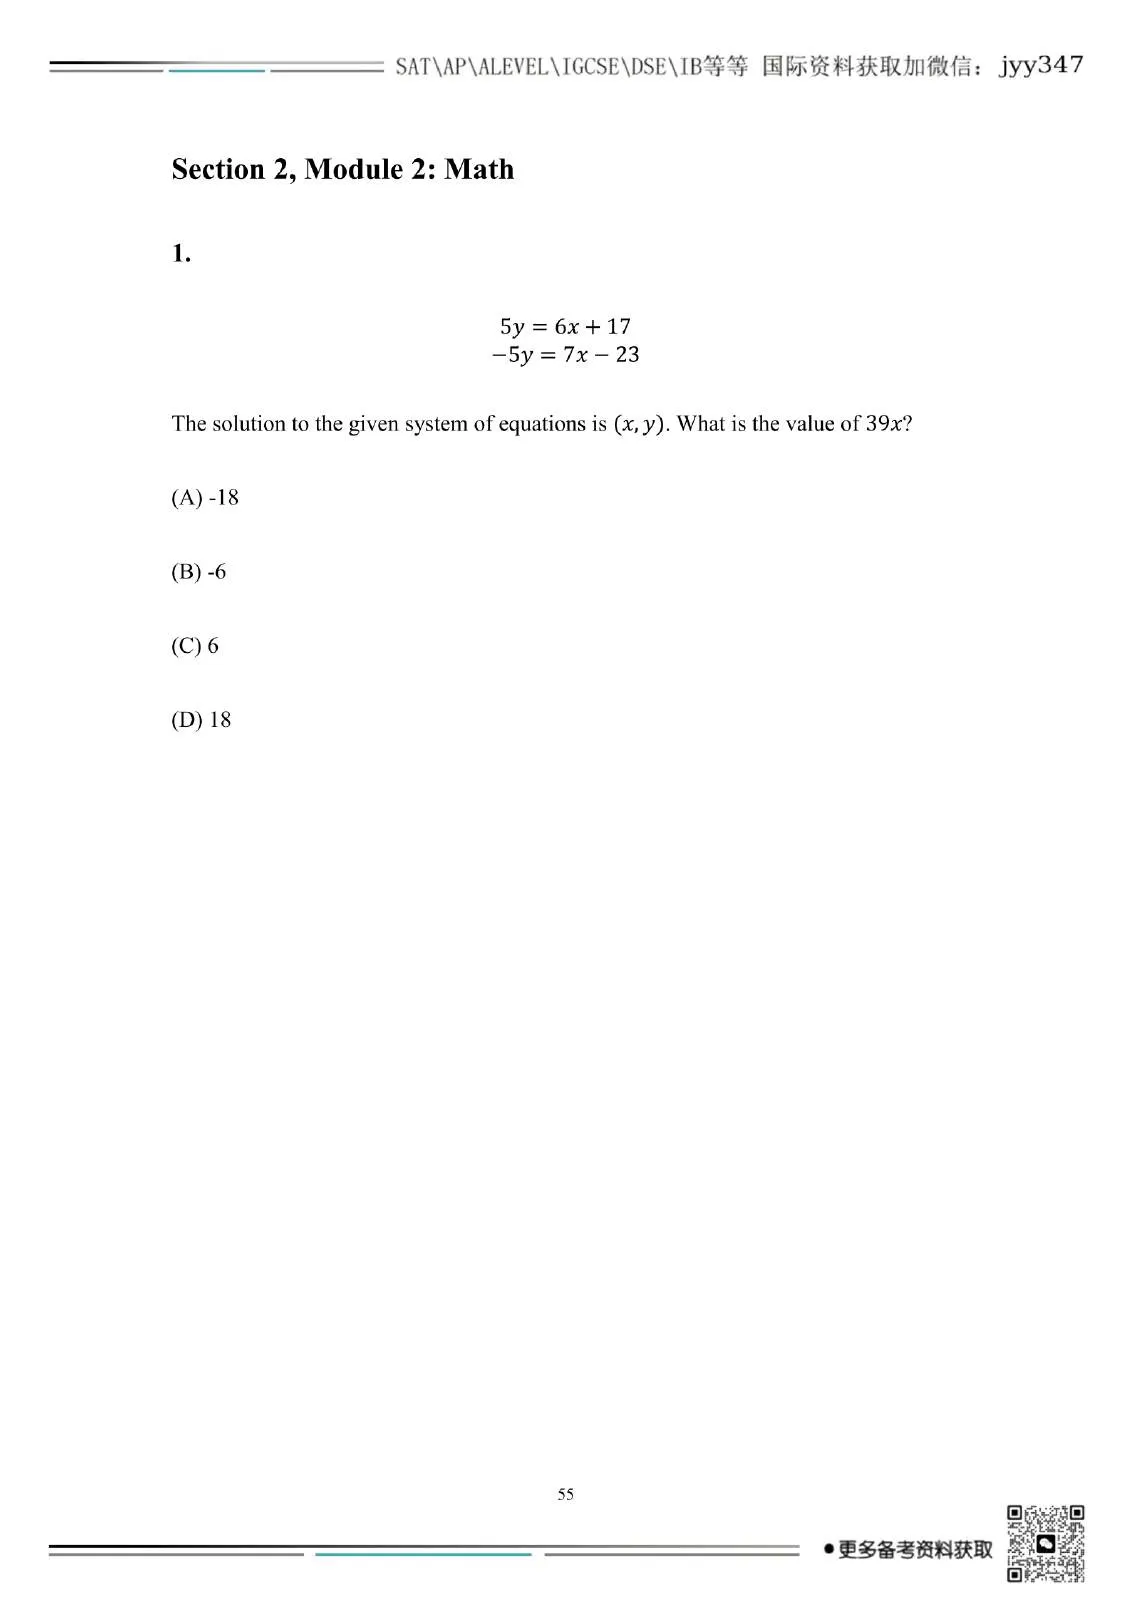 SAT\AP\ALEVEL\IGCSE\DSE\IB等等 国际资料获取加微信： jyy347
Section 2, Module 2: Math
1.
5y = 6x + 17
−5y = 7x − 23
The solution to the given system of equations is (x, y). What is the value of 39x?
(A) -18
(B) -6
(C) 6
(D) 18
55
●更多备考资料获取